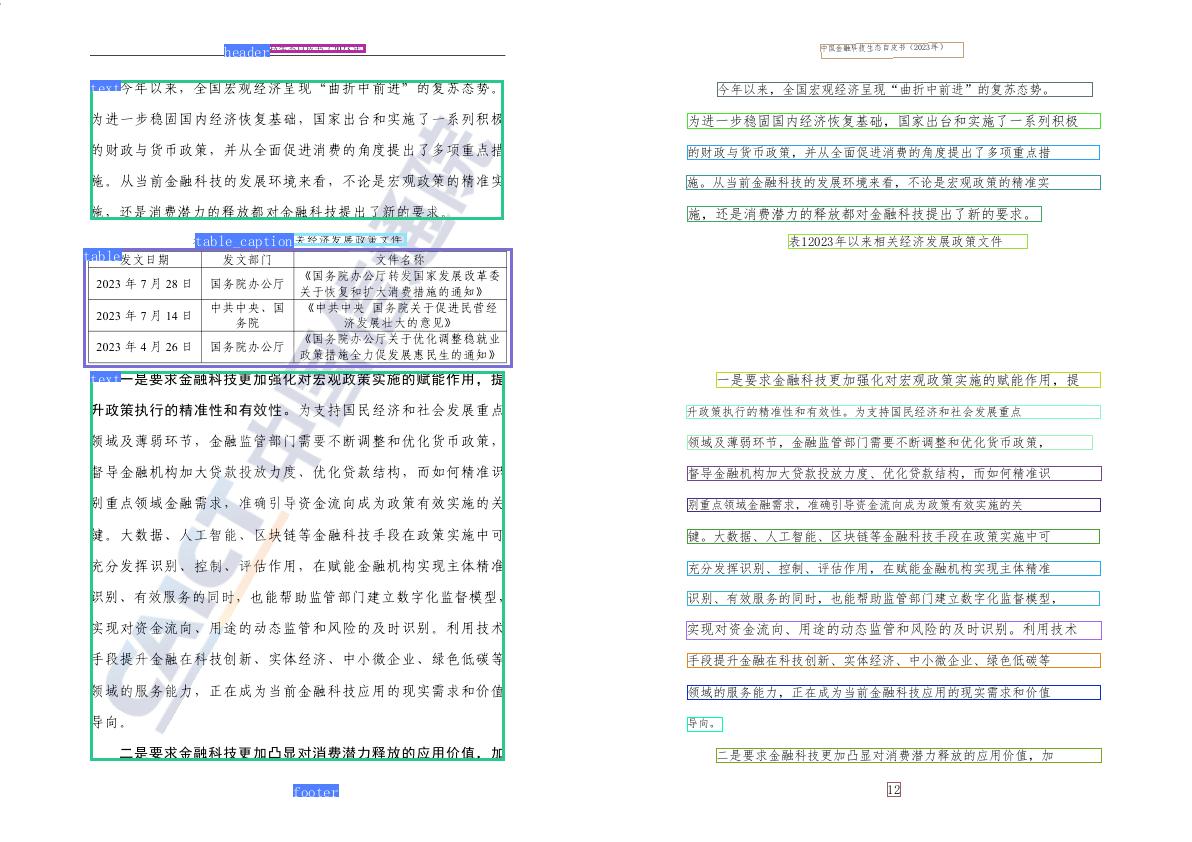 header
text今年以来，全国宏观经济呈现“曲折中前进”的复苏态势。
为进一步稳固国内经济恢复基础，国家出台和实施了一系列积极
的财政与货币政策，并从全面促进消费的角度提出了多项重点措
施。从当前金融科技的发展环境来看，不论是宏观政策的精准实
施，还是消费潜力的释放都对金融科技提出了新的要求。
table_caption关经济发展政策文件
table
发文日期 发文部门 文件名称
2023 年 7 月 28 日 国务院办公厅 《国务院办公厅转发国家发展改革委
关于恢复和扩大消费措施的通知》
2023 年 7 月 14 日 中共中央、国
务院 《中共中央 国务院关于促进民营经
济发展壮大的意见》
2023 年 4 月 26 日 国务院办公厅 《国务院办公厅关于优化调整稳就业
政策措施全力促发展惠民生的通知》
text一是要求金融科技更加强化对宏观政策实施的赋能作用，提
升政策执行的精准性和有效性。为支持国民经济和社会发展重点
领域及薄弱环节，金融监管部门需要不断调整和优化货币政策，
督导金融机构加大贷款投放力度、优化贷款结构，而如何精准识
别重点领域金融需求，准确引导资金流向成为政策有效实施的关
键。大数据、人工智能、区块链等金融科技手段在政策实施中可
充分发挥识别、控制、评估作用，在赋能金融机构实现主体精准
识别、有效服务的同时，也能帮助监管部门建立数字化监督模型，
实现对资金流向、用途的动态监管和风险的及时识别。利用技术
手段提升金融在科技创新、实体经济、中小微企业、绿色低碳等
领域的服务能力，正在成为当前金融科技应用的现实需求和价值
导向。
二是要求金融科技更加凸显对消费潜力释放的应用价值，加
footer
CAICT 中国信通院
中国金融科技生态白皮书（2023年）
今年以来，全国宏观经济呈现“曲折中前进”的复苏态势。
为进一步稳固国内经济恢复基础，国家出台和实施了一系列积极
的财政与货币政策，并从全面促进消费的角度提出了多项重点措
施。从当前金融科技的发展环境来看，不论是宏观政策的精准实
施，还是消费潜力的释放都对金融科技提出了新的要求。
表12023年以来相关经济发展政策文件
一是要求金融科技更加强化对宏观政策实施的赋能作用，提
升政策执行的精准性和有效性。为支持国民经济和社会发展重点
领域及薄弱环节，金融监管部门需要不断调整和优化货币政策，
督导金融机构加大贷款投放力度、优化贷款结构，而如何精准识
别重点领域金融需求，准确引导资金流向成为政策有效实施的关
键。大数据、人工智能、区块链等金融科技手段在政策实施中可
充分发挥识别、控制、评估作用，在赋能金融机构实现主体精准
识别、有效服务的同时，也能帮助监管部门建立数字化监督模型，
实现对资金流向、用途的动态监管和风险的及时识别。利用技术
手段提升金融在科技创新、实体经济、中小微企业、绿色低碳等
领域的服务能力，正在成为当前金融科技应用的现实需求和价值
导向。
二是要求金融科技更加凸显对消费潜力释放的应用价值，加
12